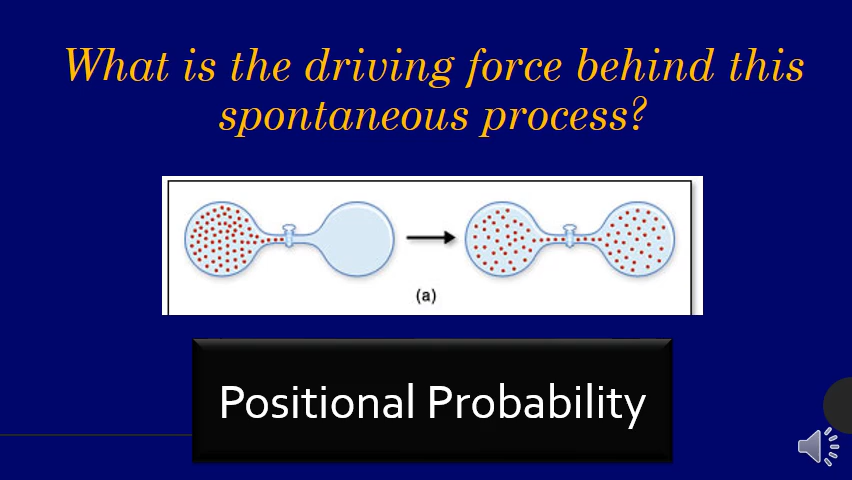 What is the driving force behind this
spontaneous process?
(a)
Positional Probability